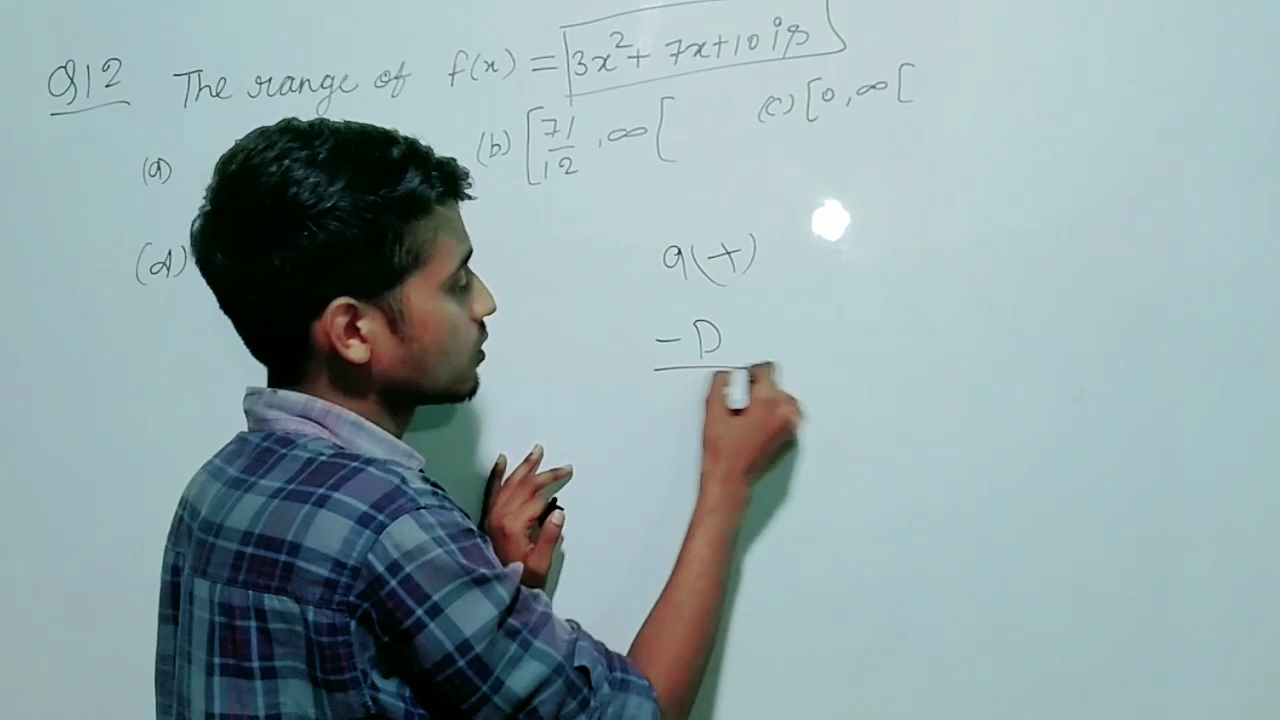 Q12 The range of f(x) = 3x² + 7x + 10 is
(a) (b) [71/12, ∞[ (c) [0, ∞[
(d)
a(+)
-D